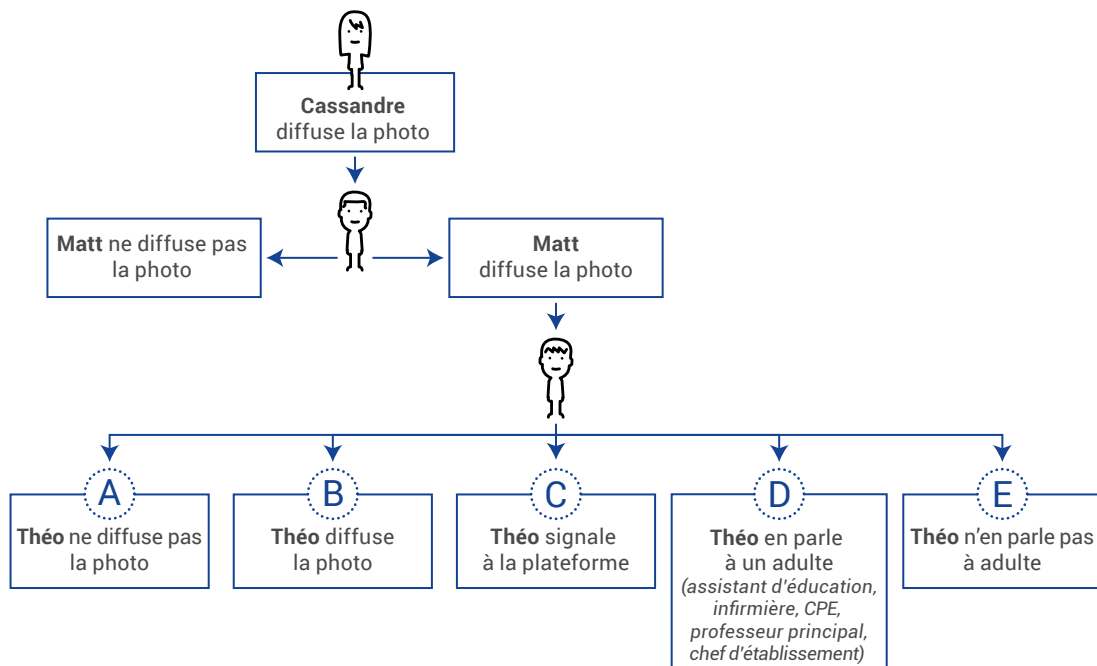 Cassandre
diffuse la photo
Matt ne diffuse pas
la photo
Matt
diffuse la photo
A
Théo ne diffuse pas
la photo
B
Théo diffuse
la photo
C
Théo signale
à la plateforme
D
Théo en parle
à un adulte
(assistant d'éducation,
infirmière, CPE,
professeur principal,
chef d'établissement)
E
Théo n'en parle pas
à adulte